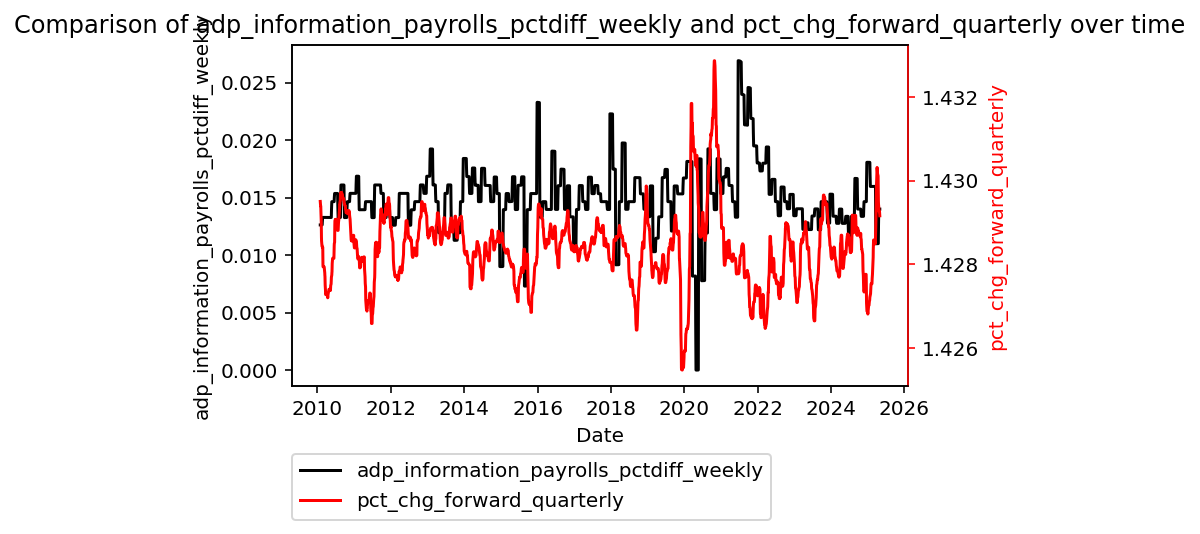 Comparison of adp_information_payrolls_pctdiff_weekly and pct_chg_forward_quarterly over time
adp_information_payrolls_pctdiff_weekly
0.025
0.020
0.015
0.010
0.005
0.000
1.432
1.430
1.428
1.426
pct_chg_forward_quarterly
2010 2012 2014 2016 2018 2020 2022 2024 2026
Date
adp_information_payrolls_pctdiff_weekly
pct_chg_forward_quarterly